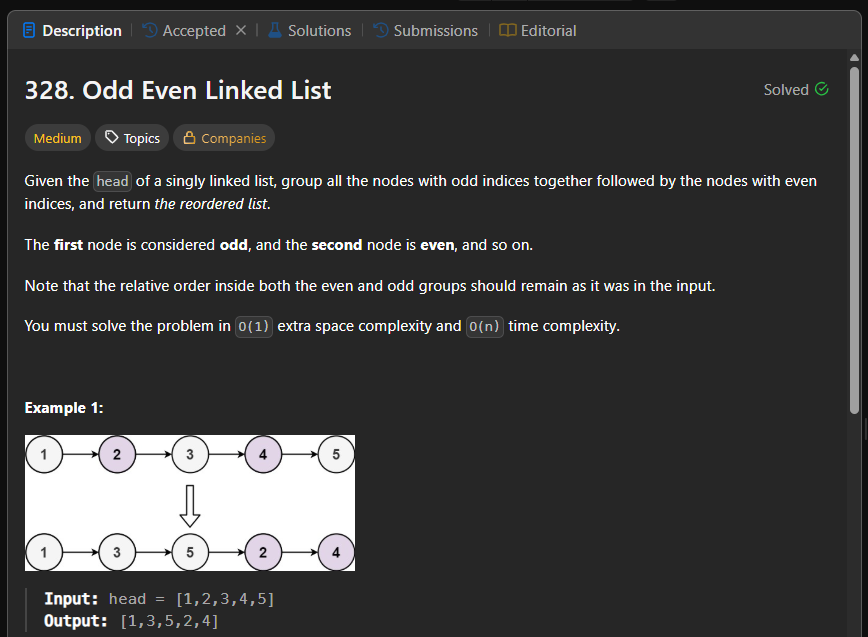 Description Accepted Solutions Submissions Editorial
328. Odd Even Linked List Solved
Medium Topics Companies
Given the head of a singly linked list, group all the nodes with odd indices together followed by the nodes with even
indices, and return the reordered list.
The first node is considered odd, and the second node is even, and so on.
Note that the relative order inside both the even and odd groups should remain as it was in the input.
You must solve the problem in O(1) extra space complexity and O(n) time complexity.
Example 1:
1 2 3 4 5
1 3 5 2 4
Input: head = [1,2,3,4,5]
Output: [1,3,5,2,4]